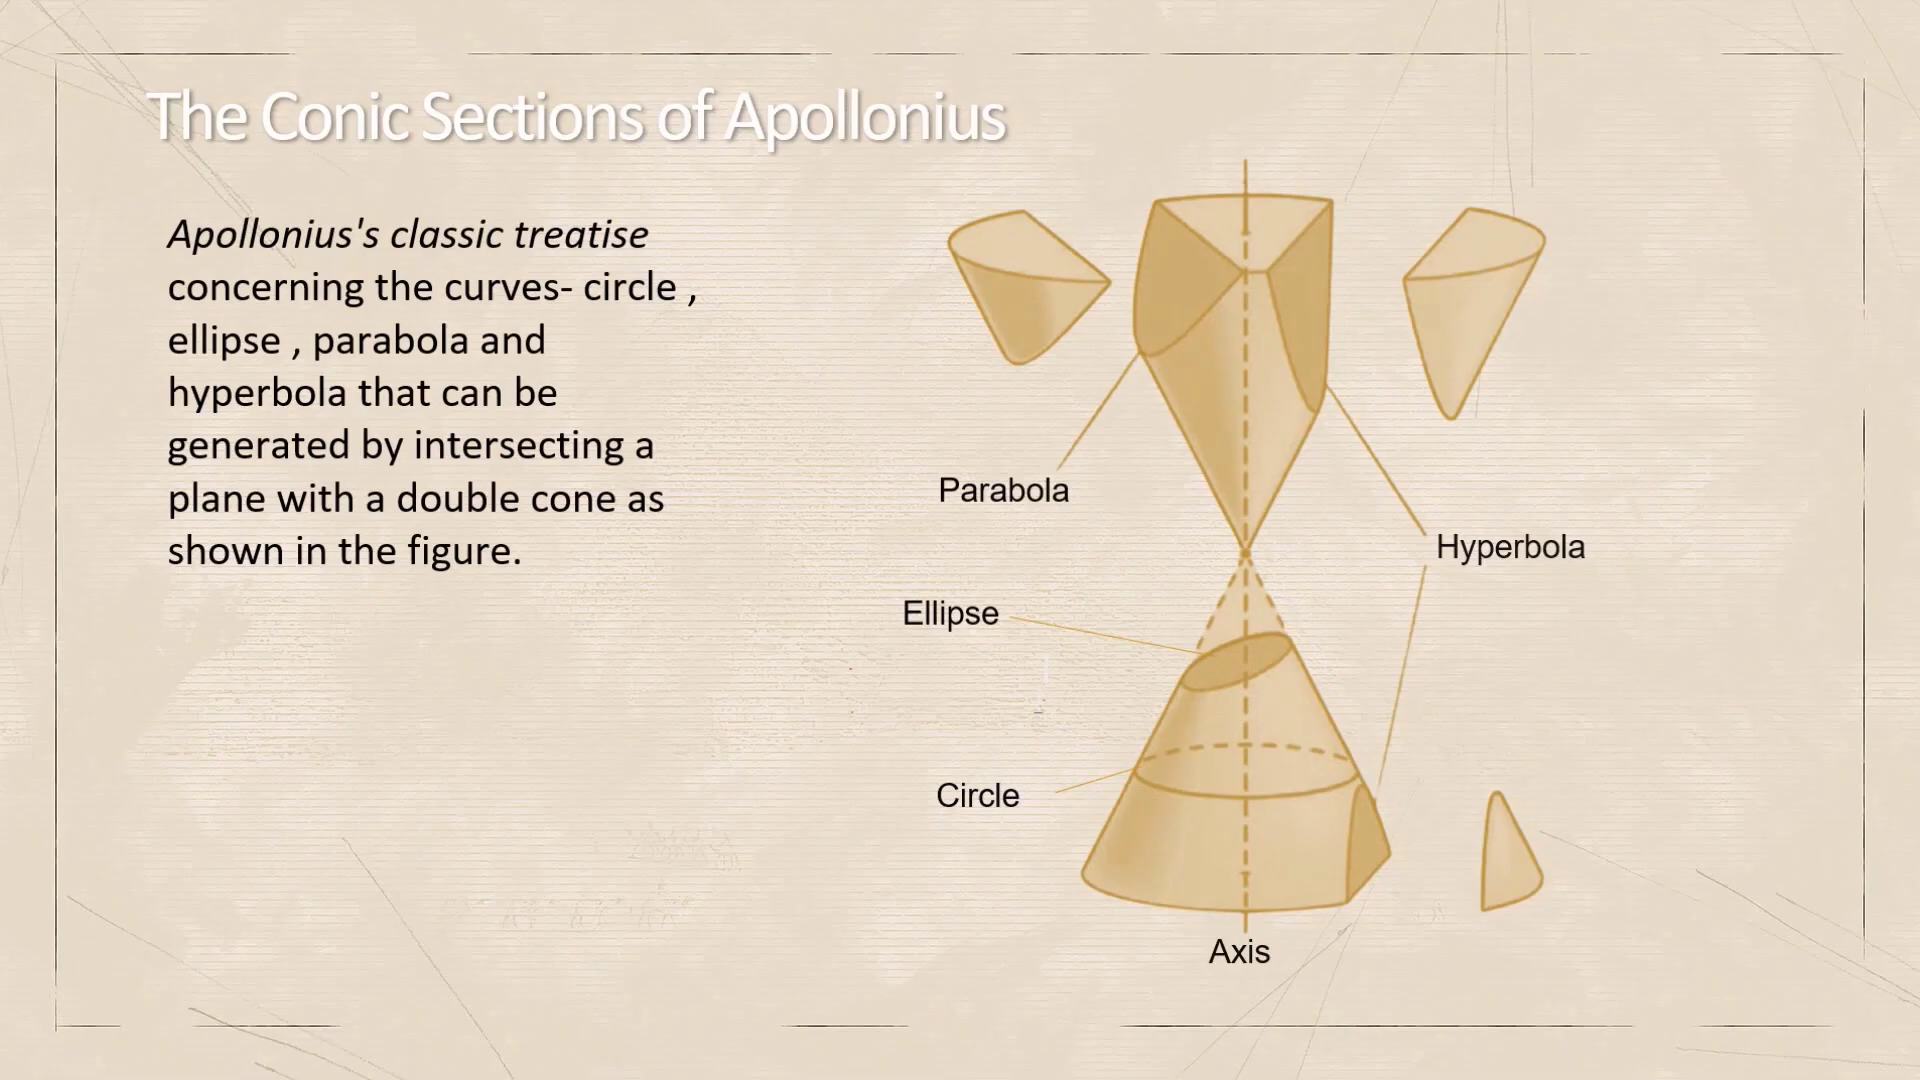 The Conic Sections of Apollonius
Apollonius's classic treatise
concerning the curves- circle ,
ellipse , parabola and
hyperbola that can be
generated by intersecting a
plane with a double cone as
shown in the figure.
Parabola
Hyperbola
Ellipse
Circle
Axis